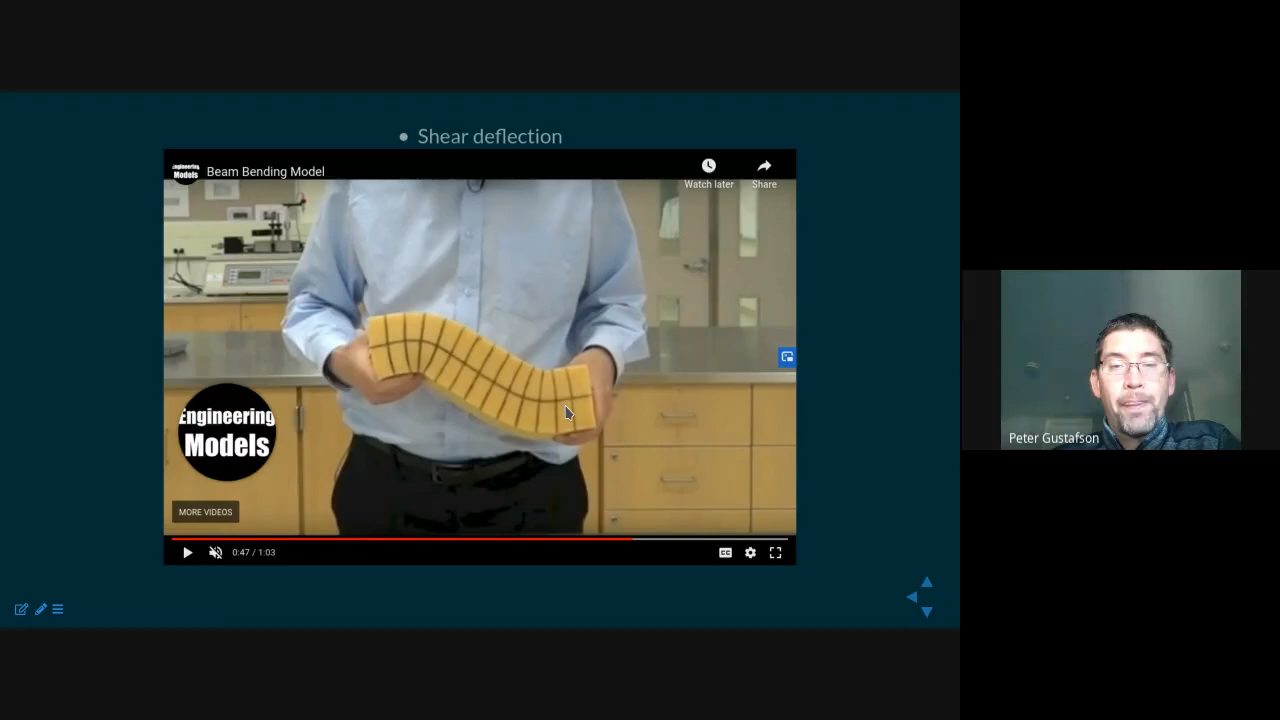 Shear deflection
Engineering
Models
Beam Bending Model
Watch later
Share
Engineering
Models
MORE VIDEOS
0:47 / 1:03
CC
Peter Gustafson